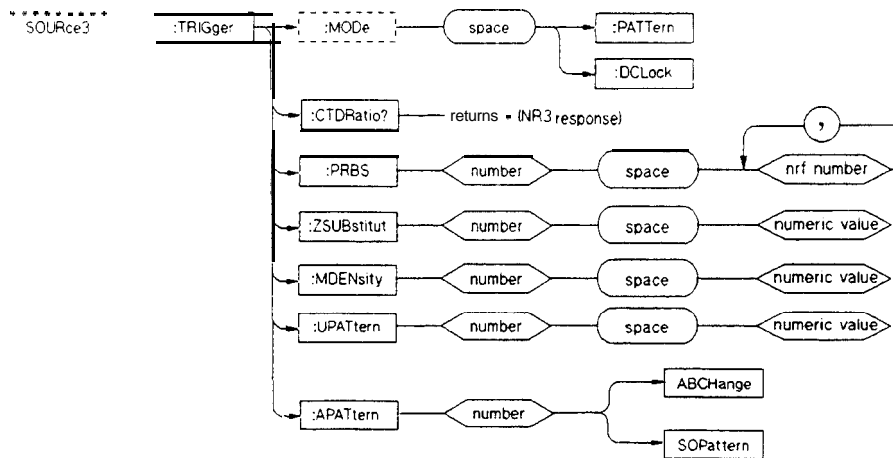 SOURce3 :TRIGger :MODe space :PATTern
:DCLock
:CTDRatio? returns = (NR3 response)
,
:PRBS number space nrf number
:ZSUBstitut number space numeric value
:MDENsity number space numeric value
:UPATtern number space numeric value
ABCHange
:APATtern number
SOPattern